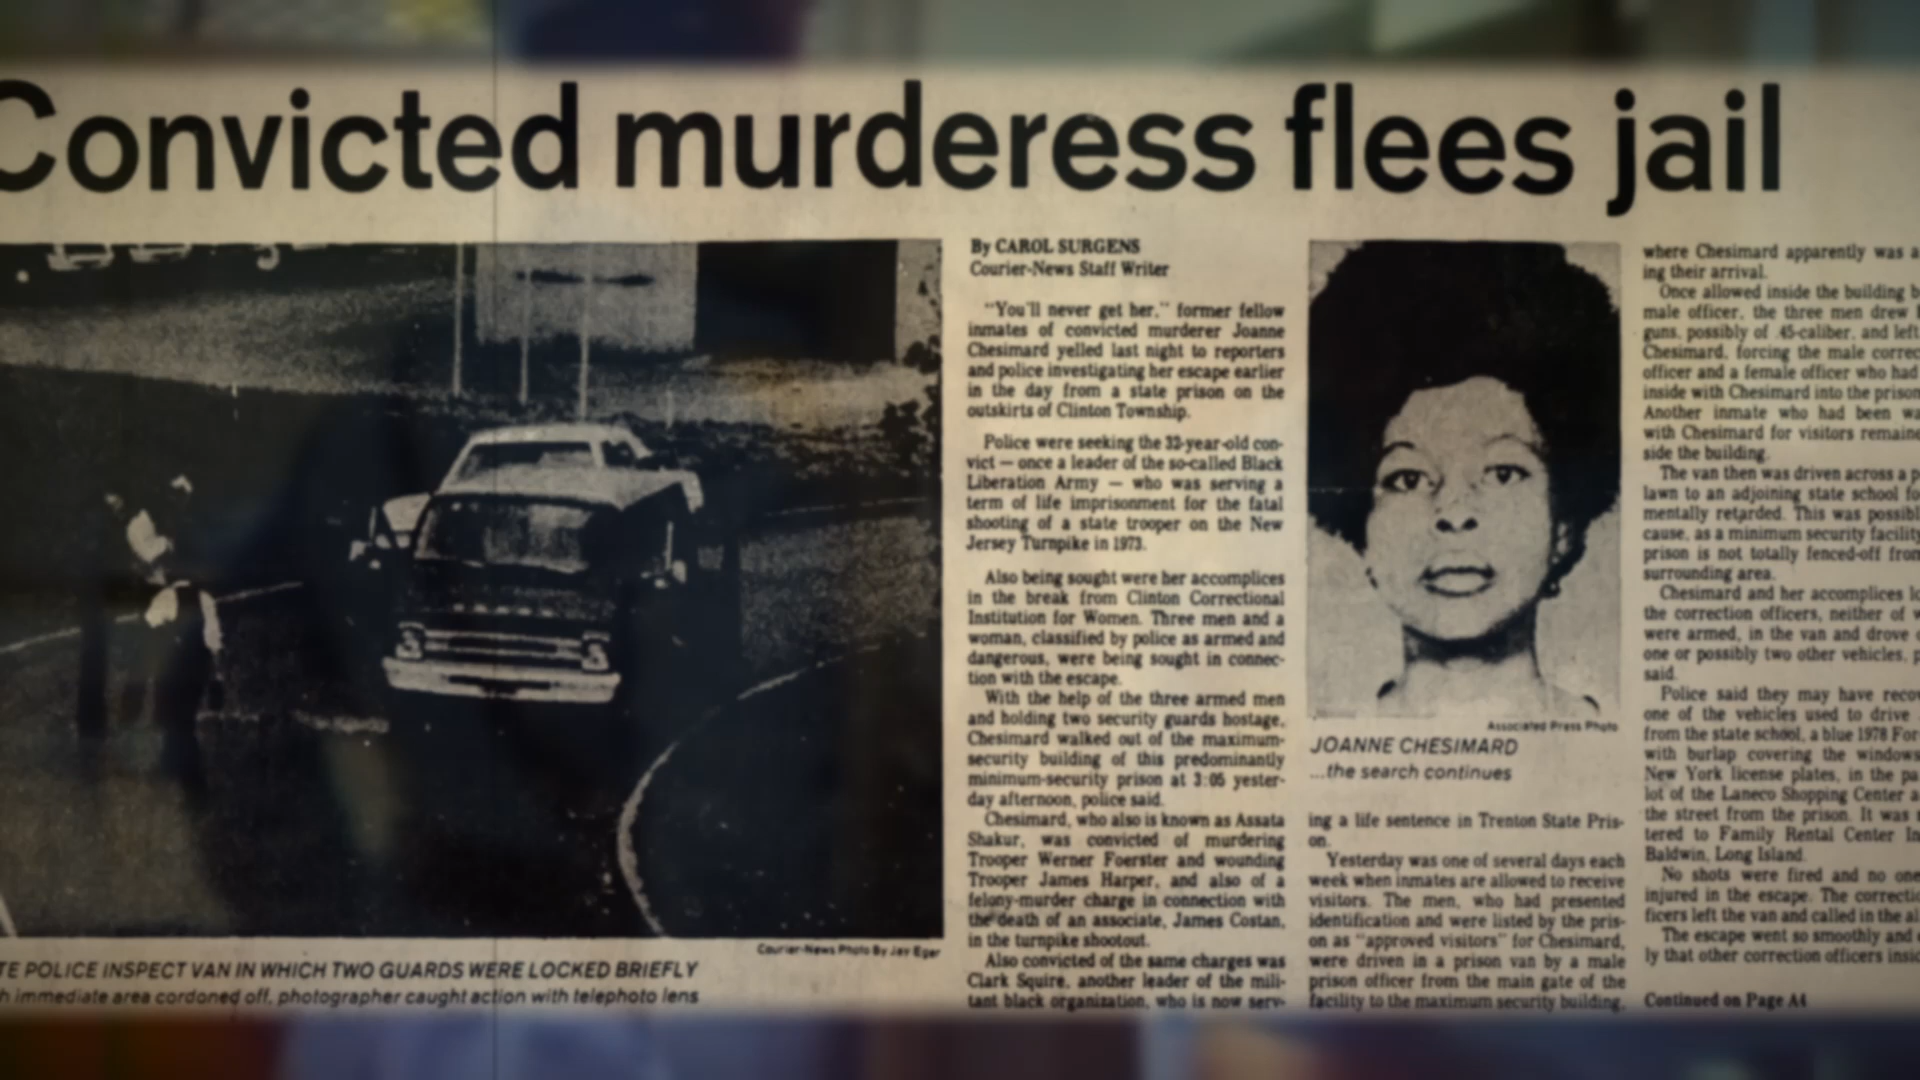 Convicted murderess flees jail
By CAROL SURGENS
Courier-News Staff Writer
"You'll never get her," former fellow
inmates of convicted murderer Joanne
Chesimard yelled last night to reporters
and police investigating her escape earlier
in the day from a state prison on the
outskirts of Clinton Township.
Police were seeking the 32-year-old con-
vict — once a leader of the so-called Black
Liberation Army — who was serving a
term of life imprisonment for the fatal
shooting of a state trooper on the New
Jersey Turnpike in 1973.
Also being sought were her accomplices
in the break from Clinton Correctional
Institution for Women. Three men and a
woman, classified by police as armed and
dangerous, were being sought in connec-
tion with the escape.
With the help of the three armed men
and holding two security guards hostage,
Chesimard walked out of the maximum-
security building of this predominantly
minimum-security prison at 3:05 yester-
day afternoon, police said.
Chesimard, who also is known as Assata
Shakur, was convicted of murdering
Trooper Werner Foerster and wounding
Trooper James Harper, and also of a
felony-murder charge in connection with
the death of an associate, James Costan,
in the turnpike shootout.
Also convicted of the same charges was
Clark Squire, another leader of the mili-
tant black organization, who is now serv-
Associated Press Photo
JOANNE CHESIMARD
...the search continues
ing a life sentence in Trenton State Pris-
on.
Yesterday was one of several days each
week when inmates are allowed to receive
visitors. The men, who had presented
identification and were listed by the pris-
on as "approved visitors" for Chesimard,
were driven in a prison van by a male
prison officer from the main gate of the
facility to the maximum security building,
where Chesimard apparently was a
ing their arrival.
Once allowed inside the building b
male officer, the three men drew
guns, possibly of .45-caliber, and left
Chesimard, forcing the male correc
officer and a female officer who had
inside with Chesimard into the prison
Another inmate who had been wa
with Chesimard for visitors remaine
side the building.
The van then was driven across a p
lawn to an adjoining state school fo
mentally retarded. This was possibl
cause, as a minimum security facility
prison is not totally fenced-off from
surrounding area.
Chesimard and her accomplices lo
the correction officers, neither of w
were armed, in the van and drove o
one or possibly two other vehicles, p
said.
Police said they may have recov
one of the vehicles used to drive
from the state school, a blue 1978 For
with burlap covering the windows
New York license plates, in the pa
lot of the Laneco Shopping Center a
the street from the prison. It was
tered to Family Rental Center In
Baldwin, Long Island.
No shots were fired and no one
injured in the escape. The correctio
ficers left the van and called in the al
The escape went so smoothly and
ly that other correction officers insid
Continued on Page A4
Courier-News Photo By Jay Eger
TE POLICE INSPECT VAN IN WHICH TWO GUARDS WERE LOCKED BRIEFLY
h immediate area cordoned off, photographer caught action with telephoto lens